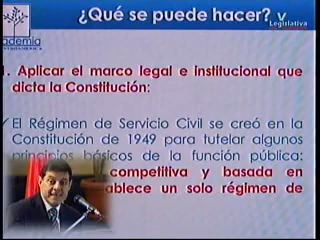 ¿Qué se puede hacer?
Legislativa
ademia
1. Aplicar el marco legal e institucional que
dicta la Constitución:
El Régimen de Servicio Civil se creó en la
Constitución de 1949 para tutelar algunos
principios básicos de la función pública:
competitiva y basada en
ablece un solo régimen de